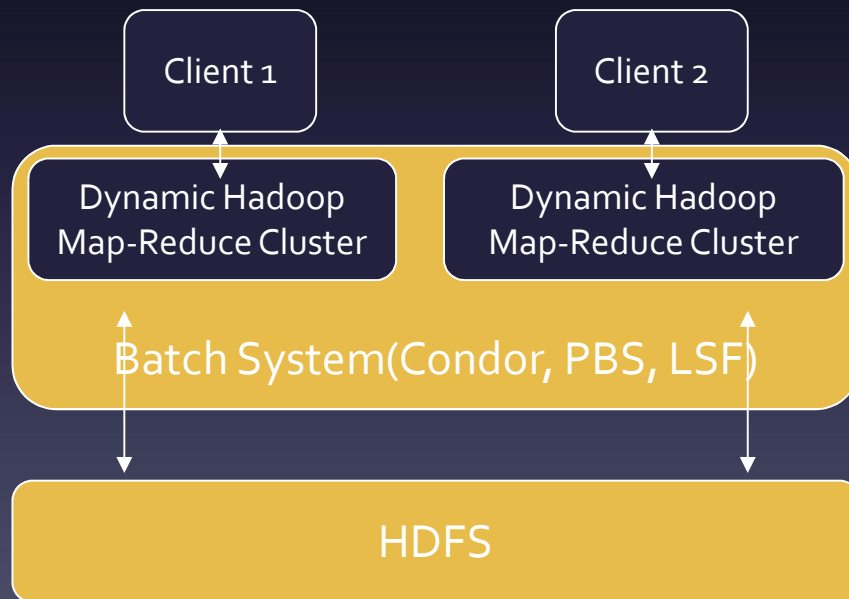 Client 1
Client 2
Dynamic Hadoop
Map-Reduce Cluster
Dynamic Hadoop
Map-Reduce Cluster
Batch System(Condor, PBS, LSF)
HDFS